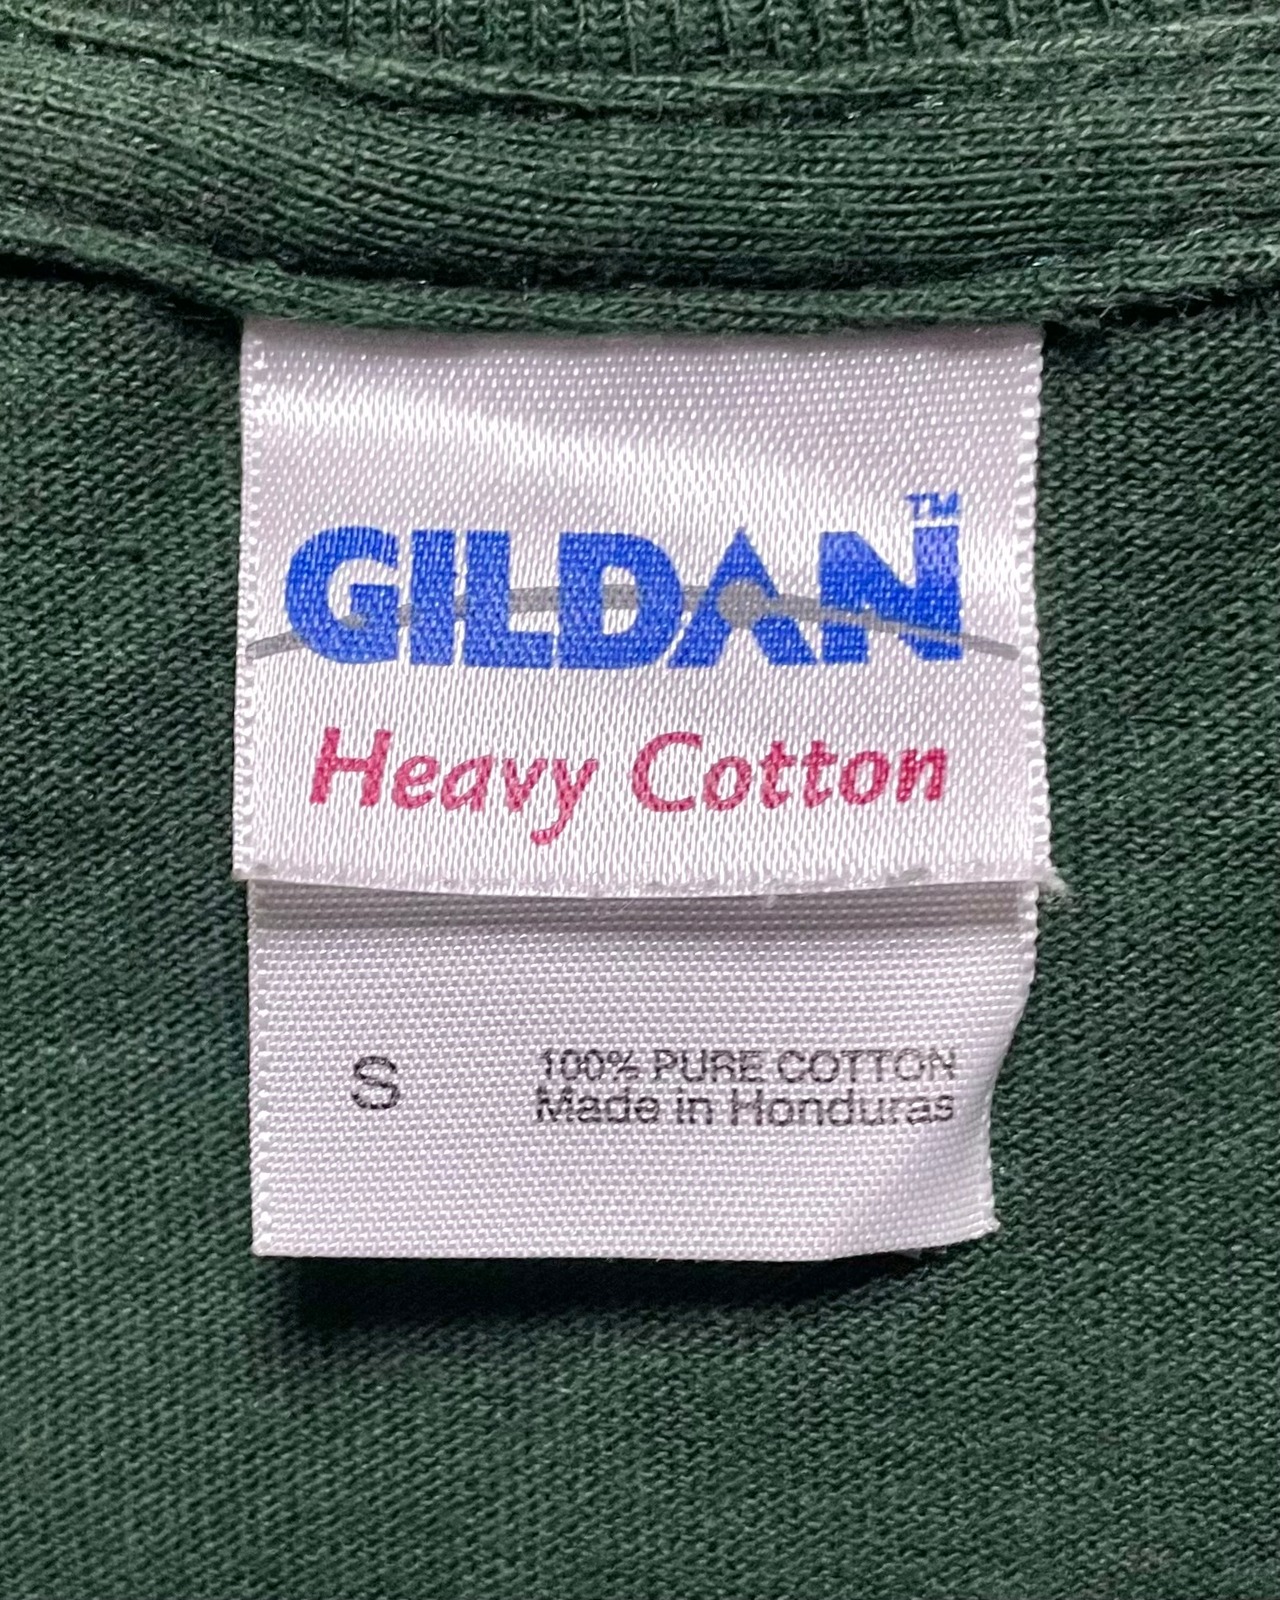 GILDAN™
Heavy Cotton
S
100% PURE COTTON
Made in Honduras